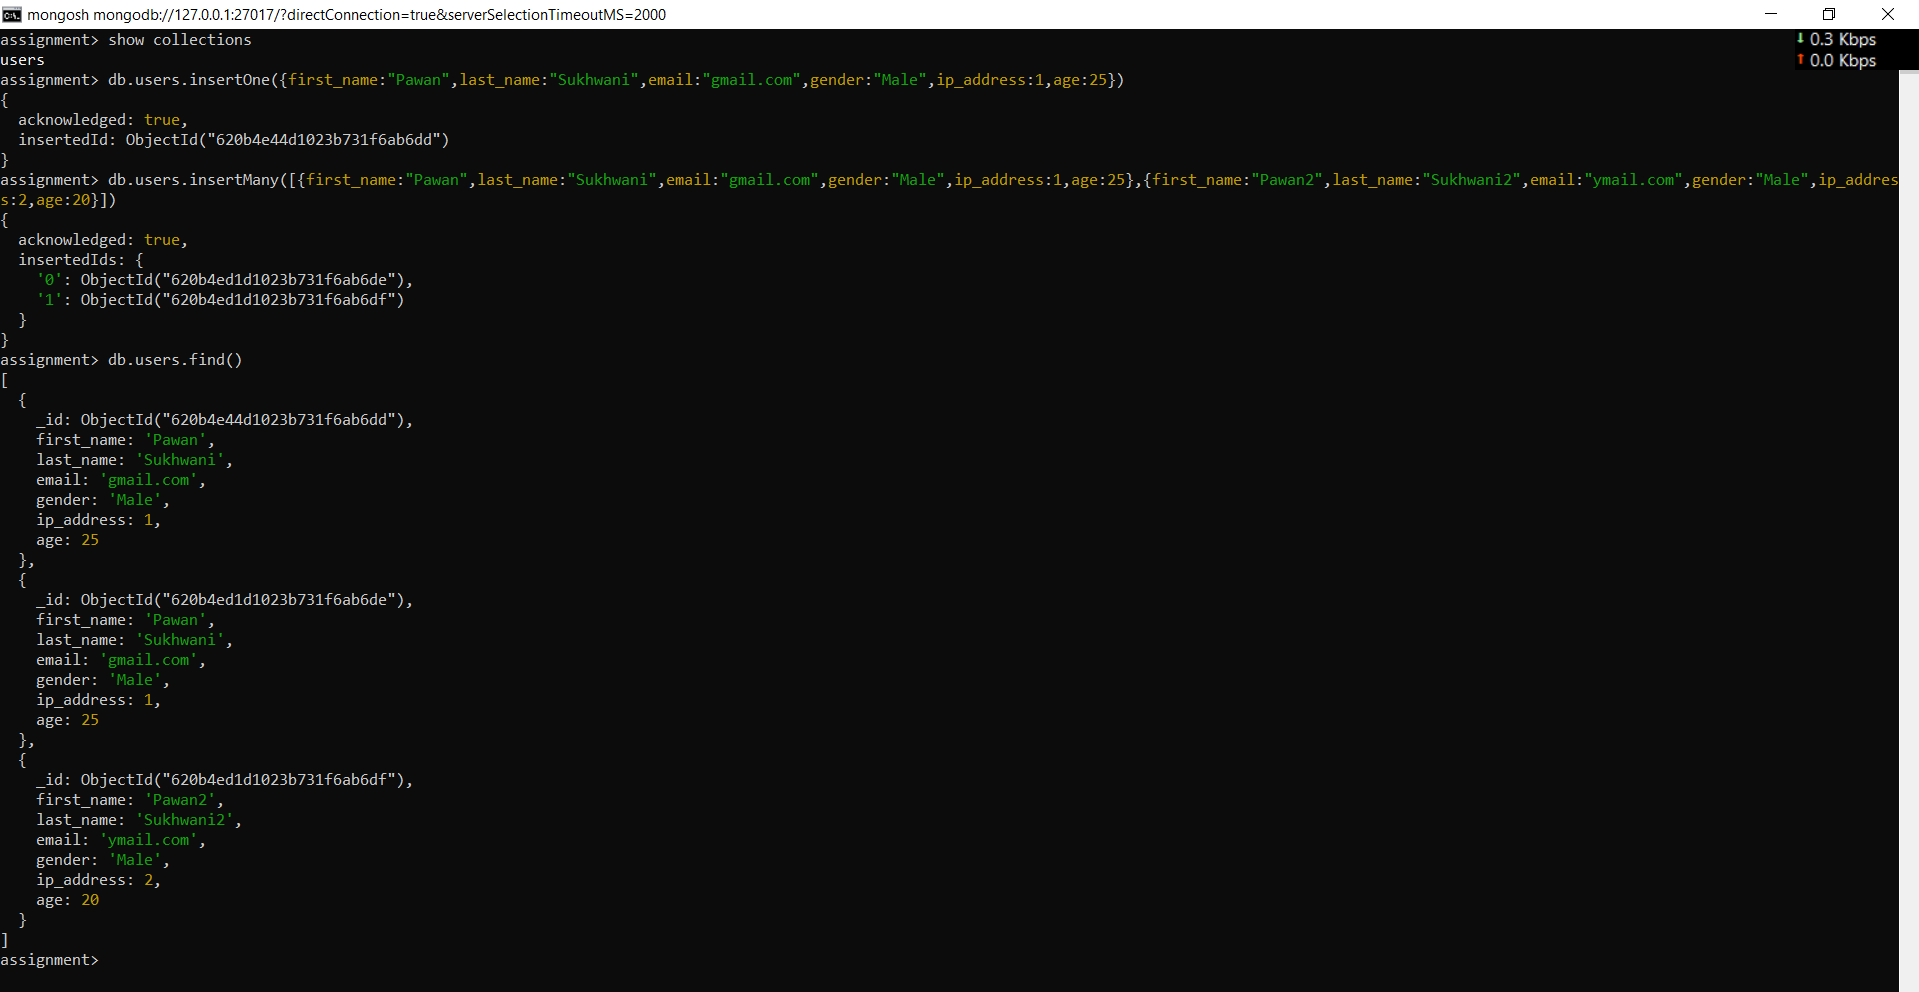 mongosh mongodb://127.0.0.1:27017/?directConnection=true&serverSelectionTimeoutMS=2000
assignment> show collections
↓ 0.3 Kbps
users
↑ 0.0 Kbps
assignment> db.users.insertOne({first_name:"Pawan",last_name:"Sukhwani",email:"gmail.com",gender:"Male",ip_address:1,age:25})
{
  acknowledged: true,
  insertedId: ObjectId("620b4e44d1023b731f6ab6dd")
}
assignment> db.users.insertMany([{first_name:"Pawan",last_name:"Sukhwani",email:"gmail.com",gender:"Male",ip_address:1,age:25},{first_name:"Pawan2",last_name:"Sukhwani2",email:"ymail.com",gender:"Male",ip_addres
s:2,age:20}])
{
  acknowledged: true,
  insertedIds: {
    '0': ObjectId("620b4ed1d1023b731f6ab6de"),
    '1': ObjectId("620b4ed1d1023b731f6ab6df")
  }
}
assignment> db.users.find()
[
  {
    _id: ObjectId("620b4e44d1023b731f6ab6dd"),
    first_name: 'Pawan',
    last_name: 'Sukhwani',
    email: 'gmail.com',
    gender: 'Male',
    ip_address: 1,
    age: 25
  },
  {
    _id: ObjectId("620b4ed1d1023b731f6ab6de"),
    first_name: 'Pawan',
    last_name: 'Sukhwani',
    email: 'gmail.com',
    gender: 'Male',
    ip_address: 1,
    age: 25
  },
  {
    _id: ObjectId("620b4ed1d1023b731f6ab6df"),
    first_name: 'Pawan2',
    last_name: 'Sukhwani2',
    email: 'ymail.com',
    gender: 'Male',
    ip_address: 2,
    age: 20
  }
]
assignment>